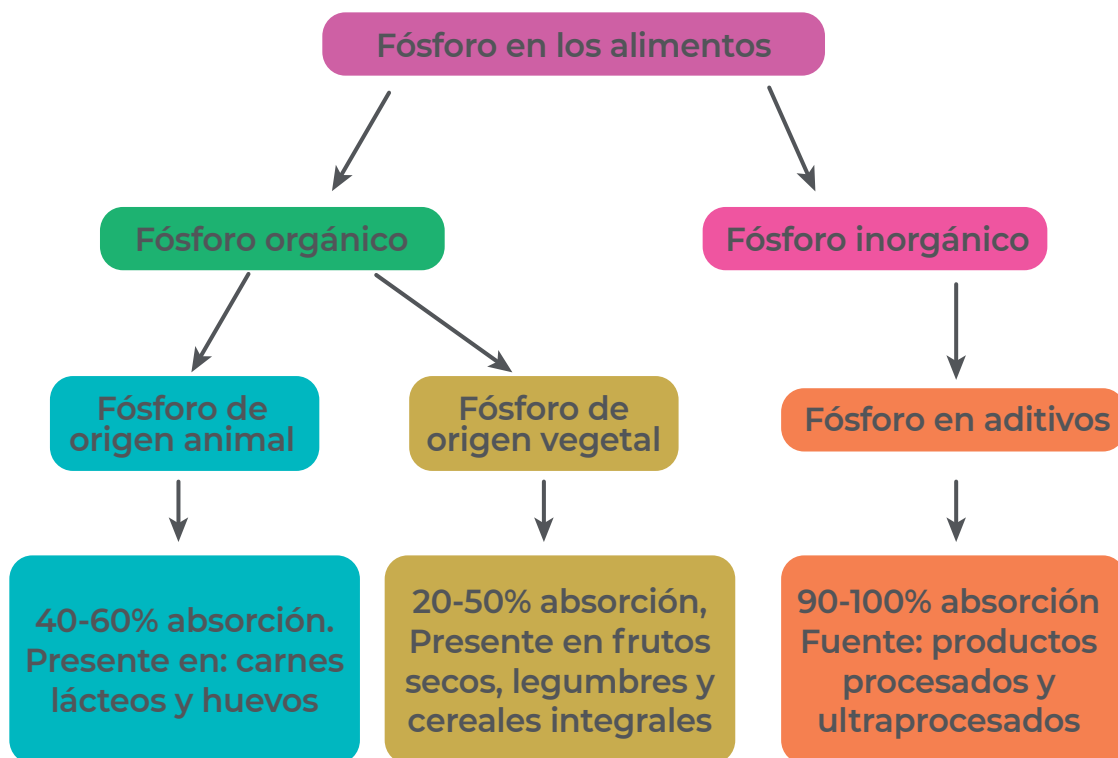 Fósforo en los alimentos
Fósforo orgánico
Fósforo inorgánico
Fósforo de
origen animal
Fósforo de
origen vegetal
Fósforo en aditivos
40-60% absorción.
Presente en: carnes
lácteos y huevos
20-50% absorción,
Presente en frutos
secos, legumbres y
cereales integrales
90-100% absorción
Fuente: productos
procesados y
ultraprocesados